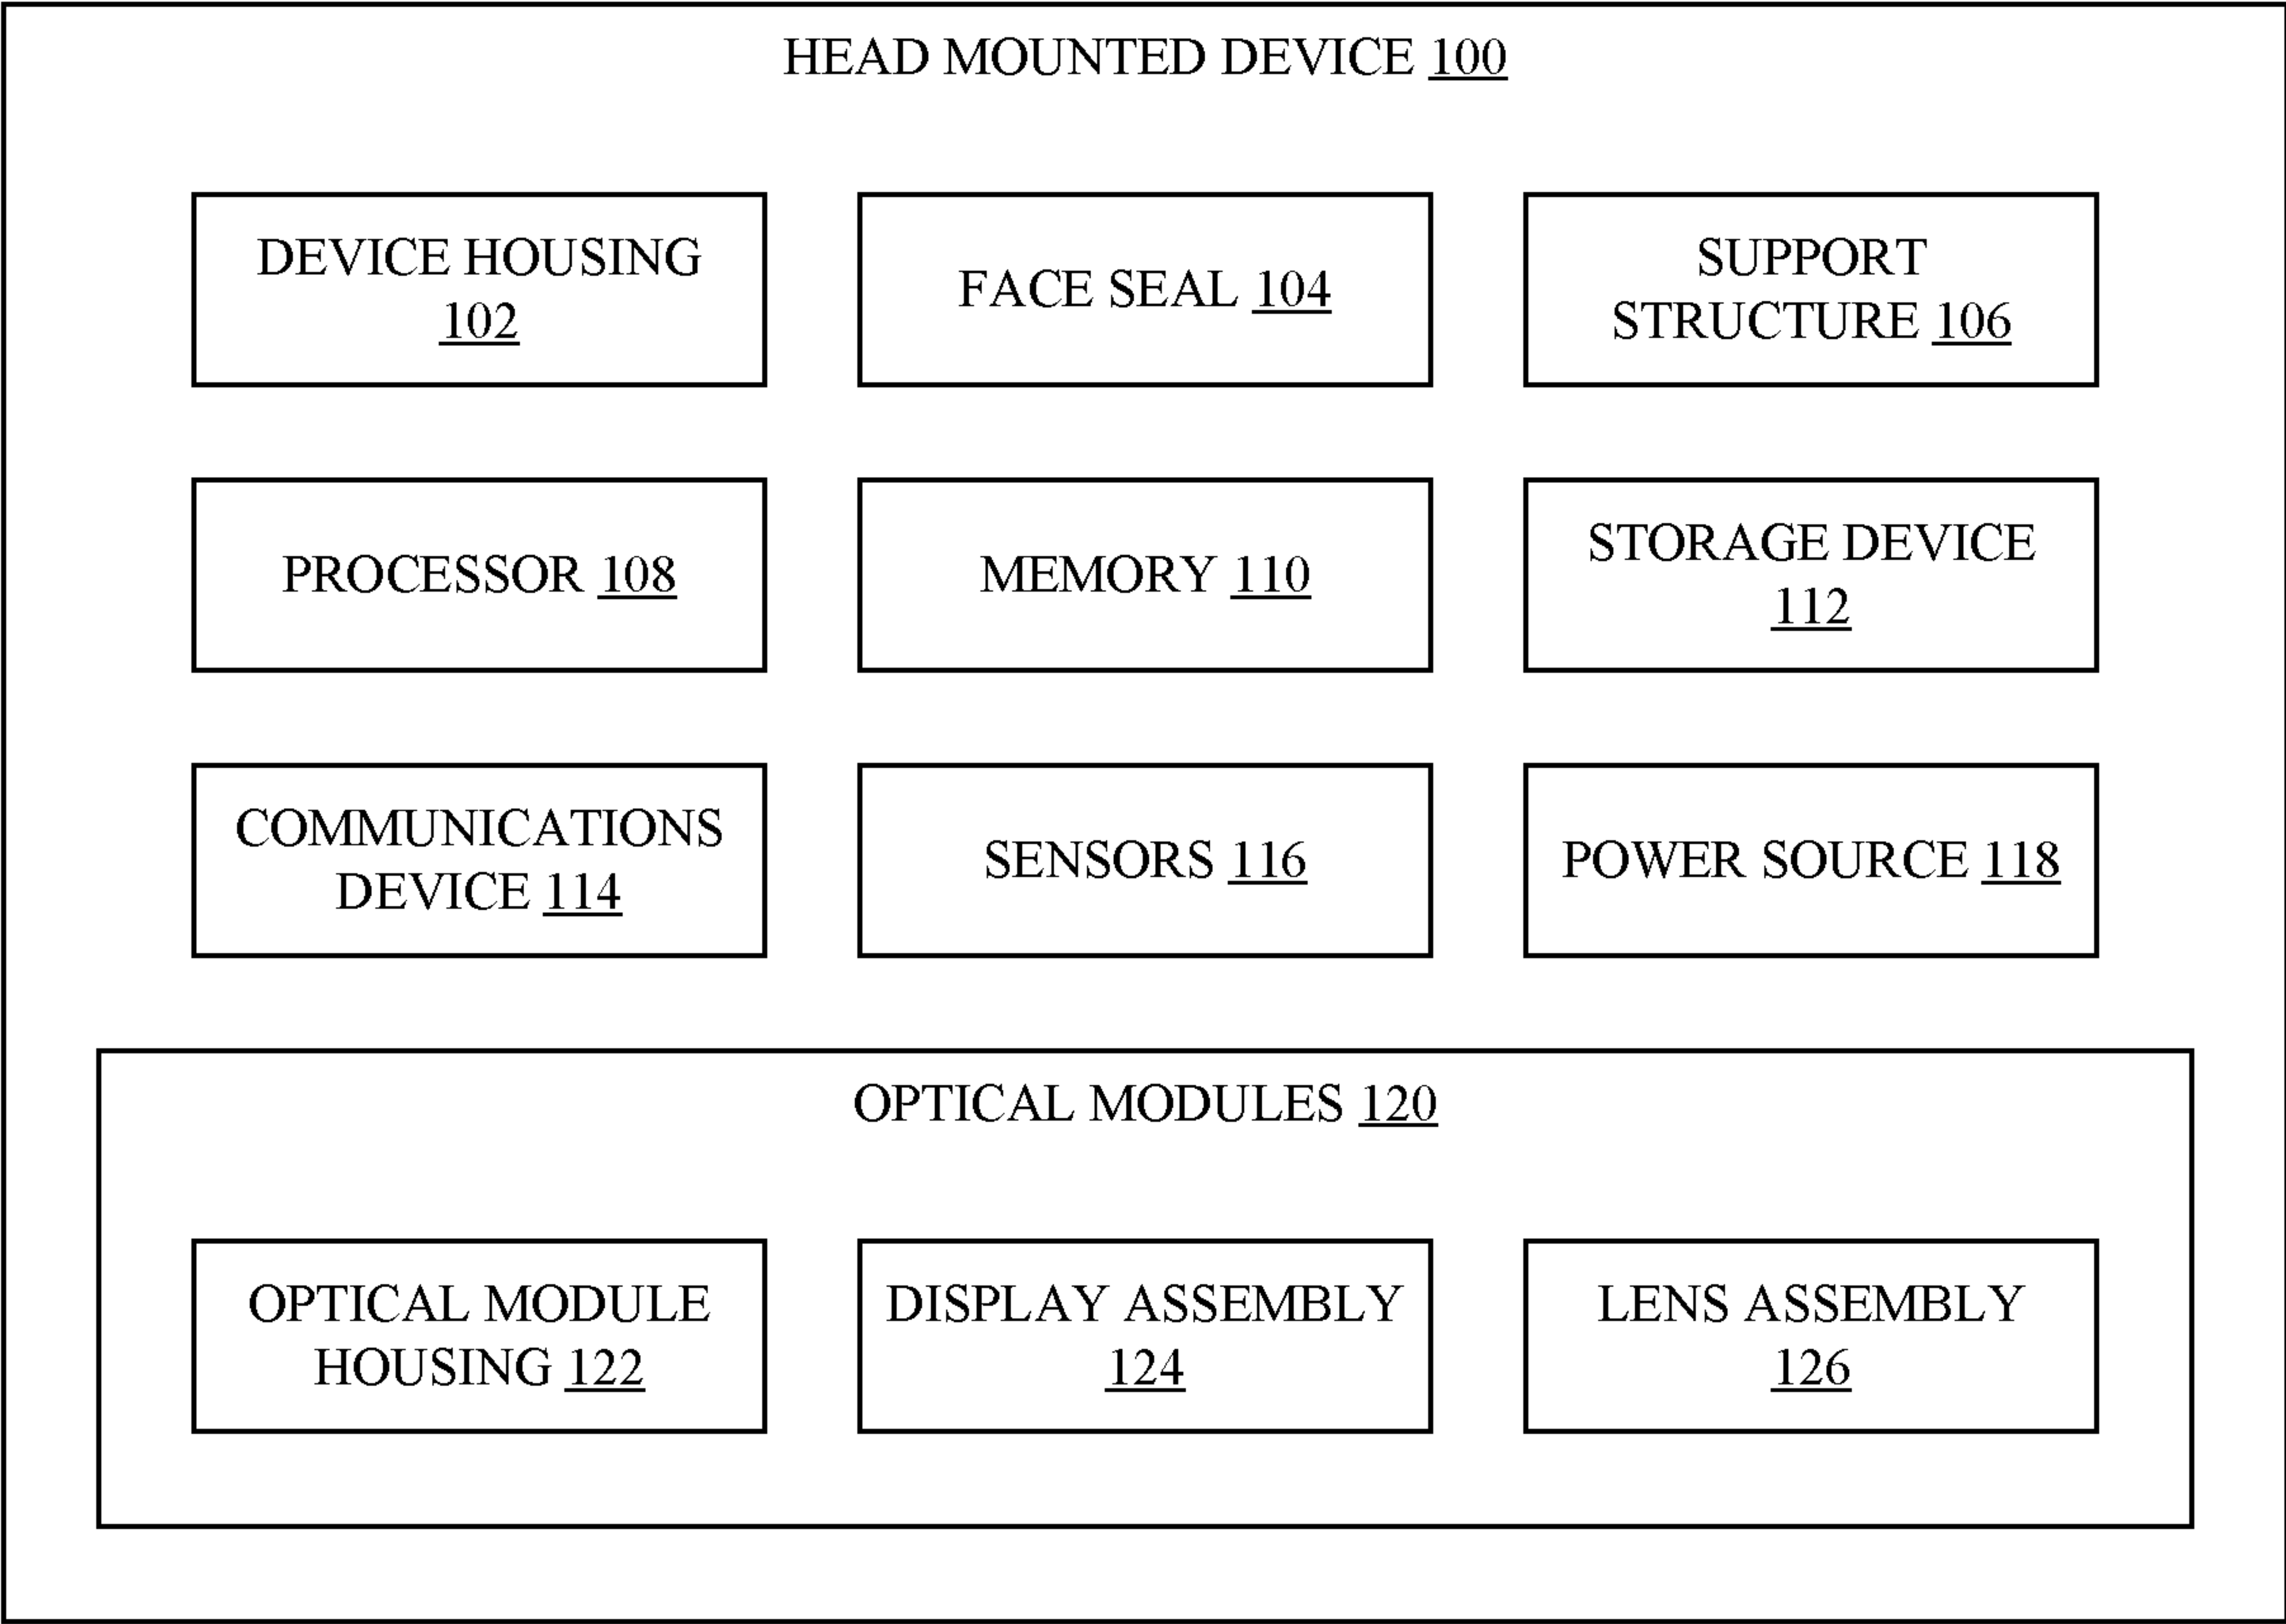 HEAD MOUNTED DEVICE 100
DEVICE HOUSING
102
FACE SEAL 104
SUPPORT
STRUCTURE 106
PROCESSOR 108
MEMORY 110
STORAGE DEVICE
112
COMMUNICATIONS
DEVICE 114
SENSORS 116
POWER SOURCE 118
OPTICAL MODULES 120
OPTICAL MODULE
HOUSING 122
DISPLAY ASSEMBLY
124
LENS ASSEMBLY
126